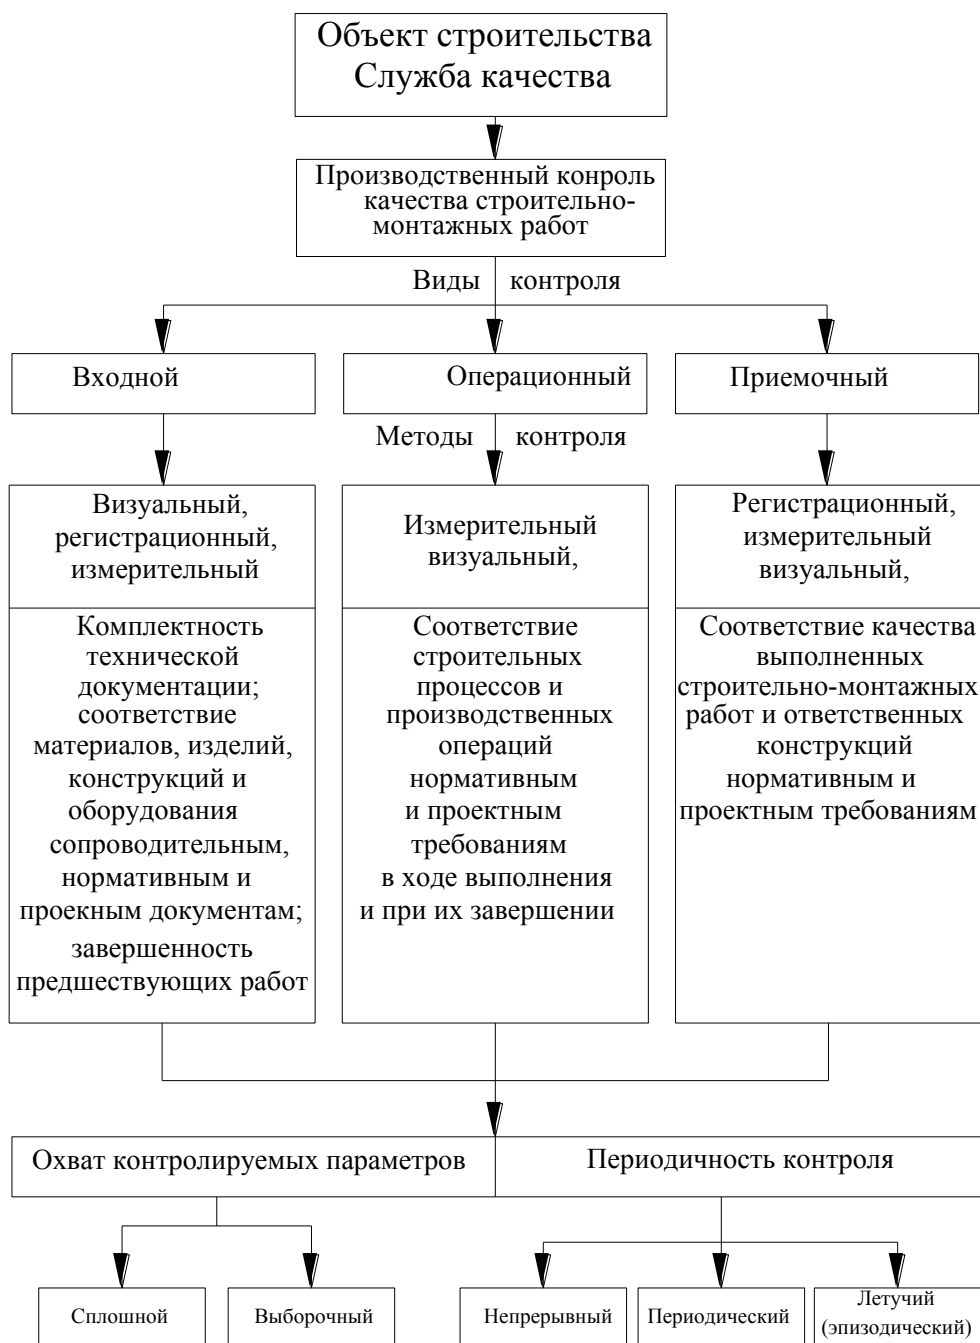 Объект строительства
Служба качества
Производственный конроль
качества строительно-
монтажных работ
Виды контроля
Входной
Операционный
Приемочный
Методы контроля
Визуальный,
регистрационный,
измерительный
Измерительный
визуальный,
Регистрационный,
измерительный
визуальный,
Комплектность
технической
документации;
соответствие
материалов, изделий,
конструкций и
оборудования
сопроводительным,
нормативным и
проекным документам;
завершенность
предшествующих работ
Соответствие
строительных
процессов и
производственных
операций
нормативным
и проектным
требованиям
в ходе выполнения
и при их завершении
Соответствие качества
выполненных
строительно-монтажных
работ и ответственных
конструкций
нормативным и
проектным требованиям
Охват контролируемых параметров
Периодичность контроля
Сплошной
Выборочный
Непрерывный
Периодический
Летучий
(эпизодический)